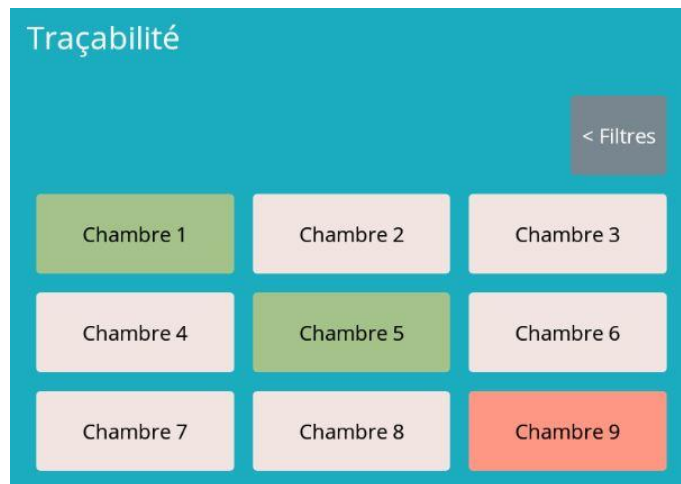 Traçabilité
< Filtres
Chambre 1
Chambre 2
Chambre 3
Chambre 4
Chambre 5
Chambre 6
Chambre 7
Chambre 8
Chambre 9